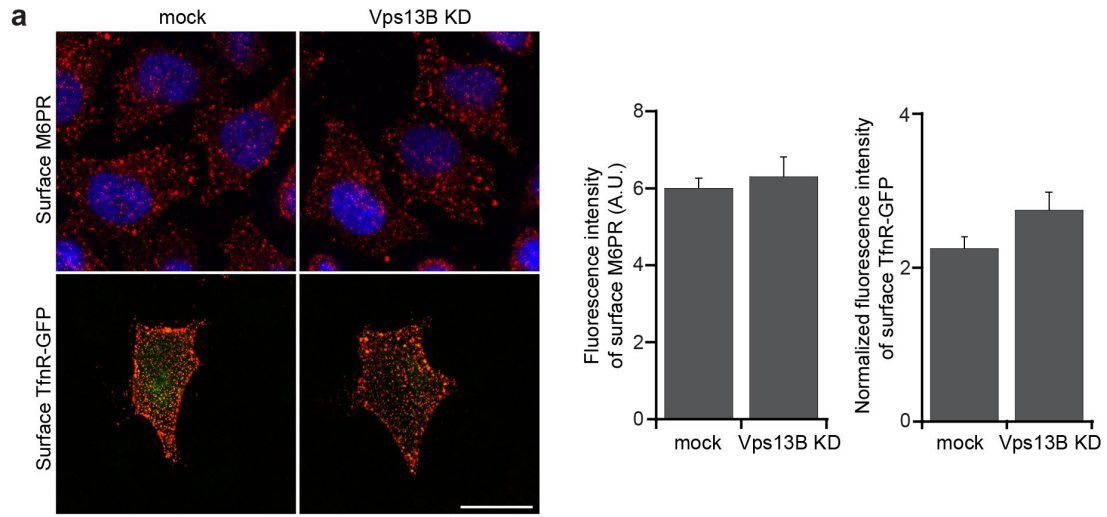 a
mock
Vps13B KD
Surface M6PR
Surface TfnR-GFP
Fluorescence intensity
of surface M6PR (A.U.)
8
6
4
2
0
mock
Vps13B KD
Normalized fluorescence intensity
of surface TfnR-GFP
4
2
0
mock
Vps13B KD